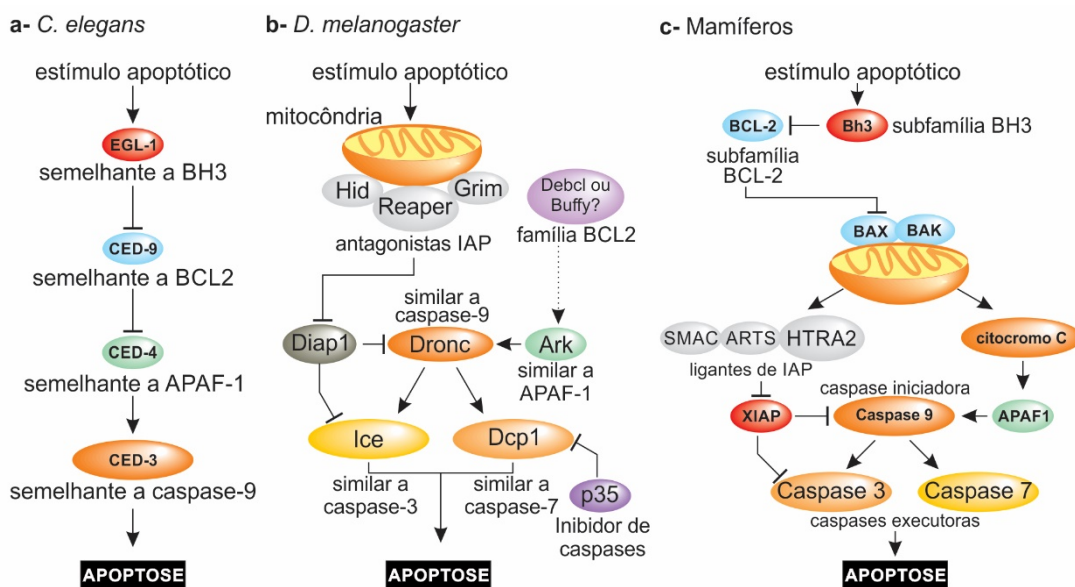 a- C. elegans
estímulo apoptótico
EGL-1
semelhante a BH3
CED-9
semelhante a BCL2
CED-4
semelhante a APAF-1
CED-3
semelhante a caspase-9
APOPTOSE
b- D. melanogaster
estímulo apoptótico
mitocôndria
Hid
Reaper
Grim
antagonistas IAP
Debcl ou
Buffy?
família BCL2
similar a
caspase-9
Diap1
Dronc
Ark
similar a
APAF-1
Ice
Dcp1
similar a
caspase-3
similar a
caspase-7
p35
Inibidor de
caspases
APOPTOSE
c- Mamíferos
estímulo apoptótico
BCL-2
Bh3
subfamília BH3
subfamília
BCL-2
BAX
BAK
SMAC
ARTS
HTRA2
ligantes de IAP
citocromo C
caspase iniciadora
XIAP
Caspase 9
APAF1
Caspase 3
Caspase 7
caspases executoras
APOPTOSE